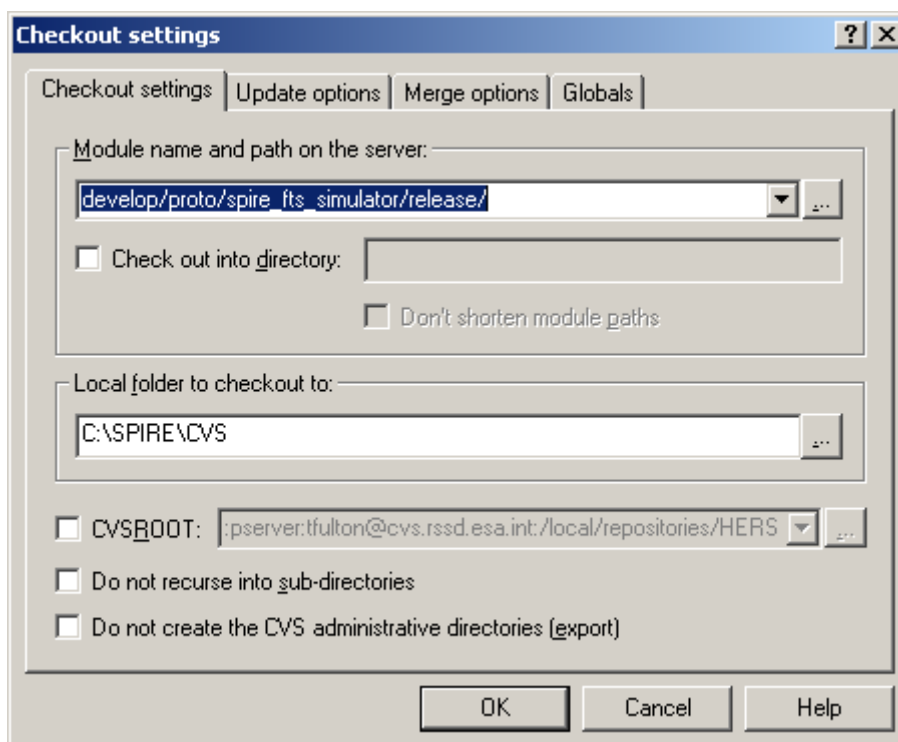 Checkout settings
Checkout settings Update options Merge options Globals
Module name and path on the server:
develop/proto/spire_fts_simulator/release/ ...
Check out into directory:
Don't shorten module paths
Local folder to checkout to:
C:\SPIRE\CVS ...
CVSROOT: :pserver:tfulton@cvs.rssd.esa.int:/local/repositories/HERS ...
Do not recurse into sub-directories
Do not create the CVS administrative directories (export)
OK Cancel Help